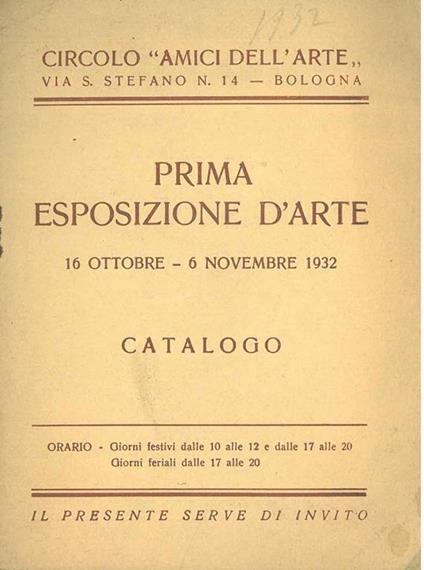 1932
CIRCOLO "AMICI DELL'ARTE„
VIA S. STEFANO N. 14 — BOLOGNA
PRIMA
ESPOSIZIONE D'ARTE
16 OTTOBRE - 6 NOVEMBRE 1932
CATALOGO
ORARIO - Giorni festivi dalle 10 alle 12 e dalle 17 alle 20
Giorni feriali dalle 17 alle 20
IL PRESENTE SERVE DI INVITO